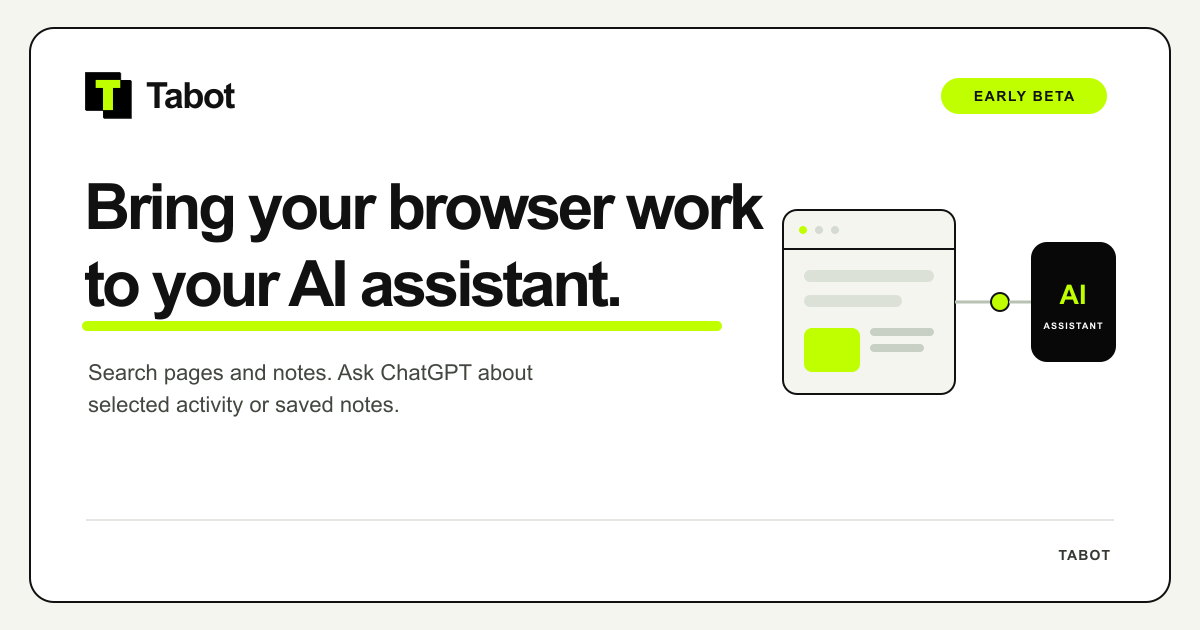 T Tabot
EARLY BETA
Bring your browser work
to your AI assistant.
Search pages and notes. Ask ChatGPT about
selected activity or saved notes.
AI
ASSISTANT
TABOT